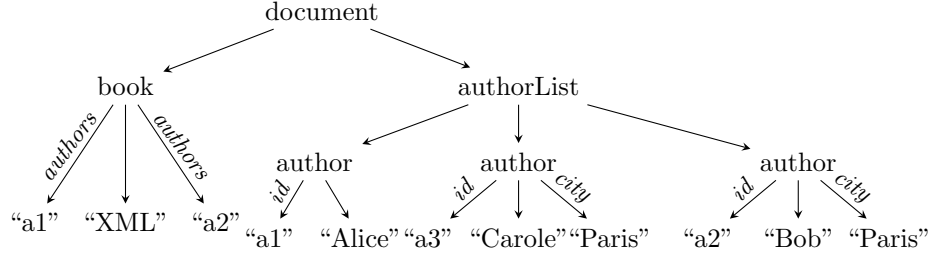 document
book authorList
authors authors
author author author
id id city id city
“a1” “XML” “a2”
“a1” “Alice” “a3” “Carole” “Paris” “a2” “Bob” “Paris”